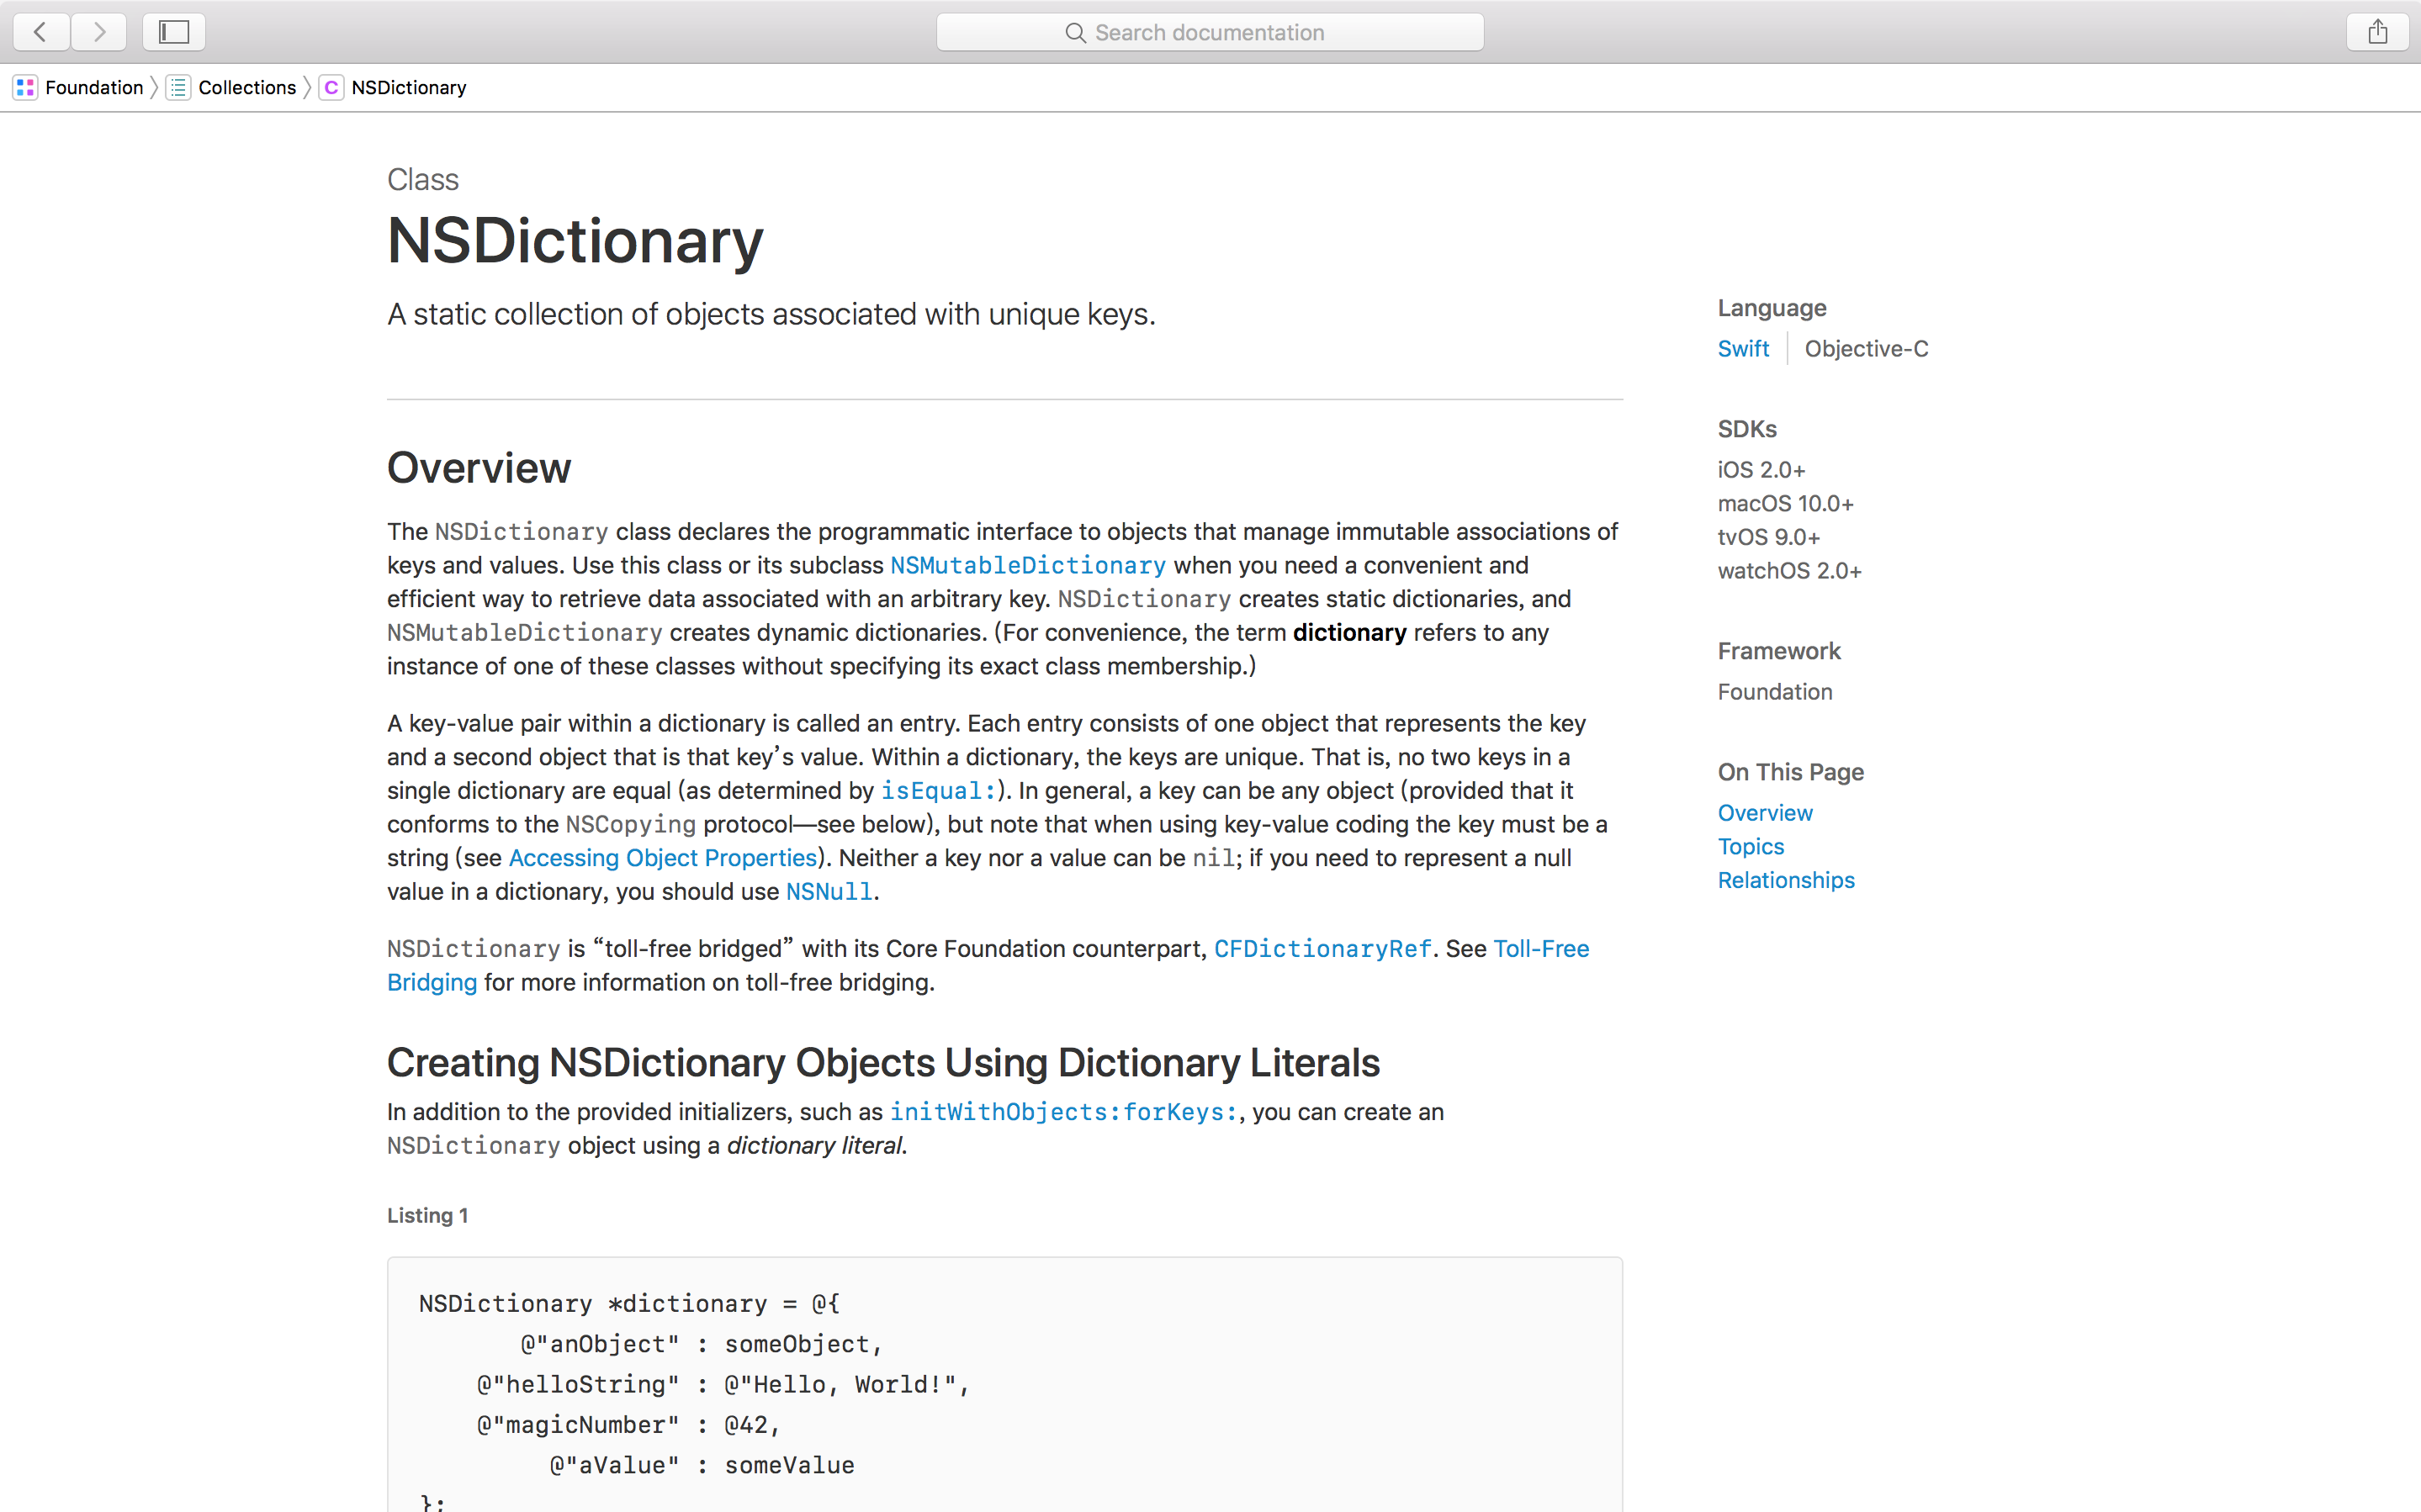 Search documentation
Foundation
Collections
C NSDictionary
Class
NSDictionary
A static collection of objects associated with unique keys.
Overview
The NSDictionary class declares the programmatic interface to objects that manage immutable associations of
keys and values. Use this class or its subclass NSMutableDictionary when you need a convenient and
efficient way to retrieve data associated with an arbitrary key. NSDictionary creates static dictionaries, and
NSMutableDictionary creates dynamic dictionaries. (For convenience, the term dictionary refers to any
instance of one of these classes without specifying its exact class membership.)
A key-value pair within a dictionary is called an entry. Each entry consists of one object that represents the key
and a second object that is that key’s value. Within a dictionary, the keys are unique. That is, no two keys in a
single dictionary are equal (as determined by isEqual:). In general, a key can be any object (provided that it
conforms to the NSCopying protocol—see below), but note that when using key-value coding the key must be a
string (see Accessing Object Properties). Neither a key nor a value can be nil; if you need to represent a null
value in a dictionary, you should use NSNull.
NSDictionary is “toll-free bridged” with its Core Foundation counterpart, CFDictionaryRef. See Toll-Free
Bridging for more information on toll-free bridging.
Creating NSDictionary Objects Using Dictionary Literals
In addition to the provided initializers, such as initWithObjects:forKeys:, you can create an
NSDictionary object using a dictionary literal.
Listing 1
NSDictionary *dictionary = @{
@"anObject" : someObject,
@"helloString" : @"Hello, World!",
@"magicNumber" : @42,
@"aValue" : someValue
};
Language
Swift
Objective-C
SDKs
iOS 2.0+
macOS 10.0+
tvOS 9.0+
watchOS 2.0+
Framework
Foundation
On This Page
Overview
Topics
Relationships